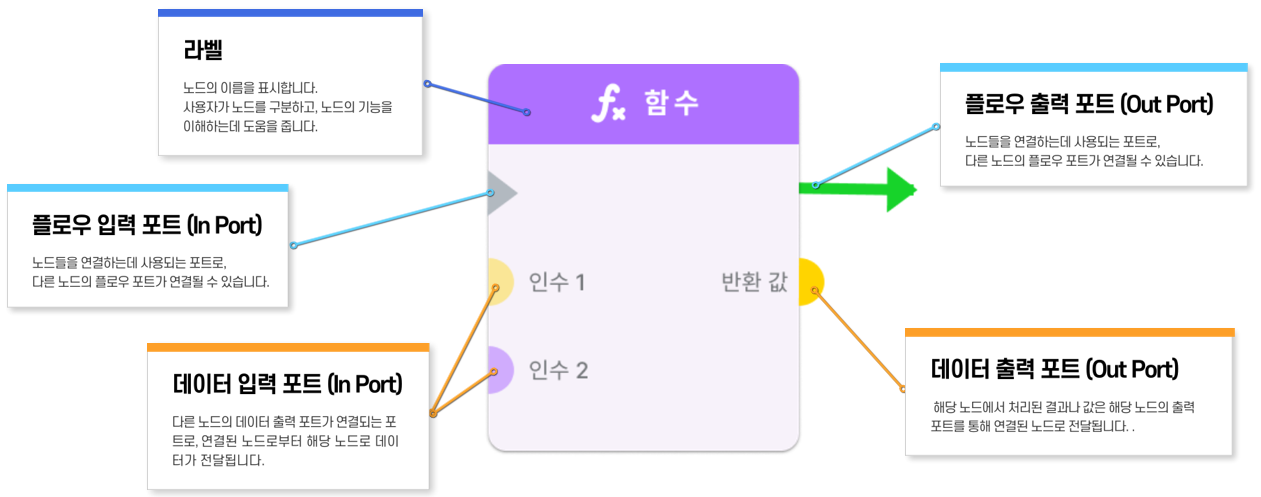 라벨
노드의 이름을 표시합니다.
사용자가 노드를 구분하고, 노드의 기능을
이해하는데 도움을 줍니다.
플로우 입력 포트 (In Port)
노드들을 연결하는데 사용되는 포트로,
다른 노드의 플로우 포트가 연결될 수 있습니다.
데이터 입력 포트 (In Port)
다른 노드의 데이터 출력 포트가 연결되는 포
트로, 연결된 노드로부터 해당 노드로 데이
터가 전달됩니다.
fx 함수
인수 1
반환 값
인수 2
플로우 출력 포트 (Out Port)
노드들을 연결하는데 사용되는 포트로,
다른 노드의 플로우 포트가 연결될 수 있습니다.
데이터 출력 포트 (Out Port)
해당 노드에서 처리된 결과나 값은 해당 노드의 출력
포트를 통해 연결된 노드로 전달됩니다. .